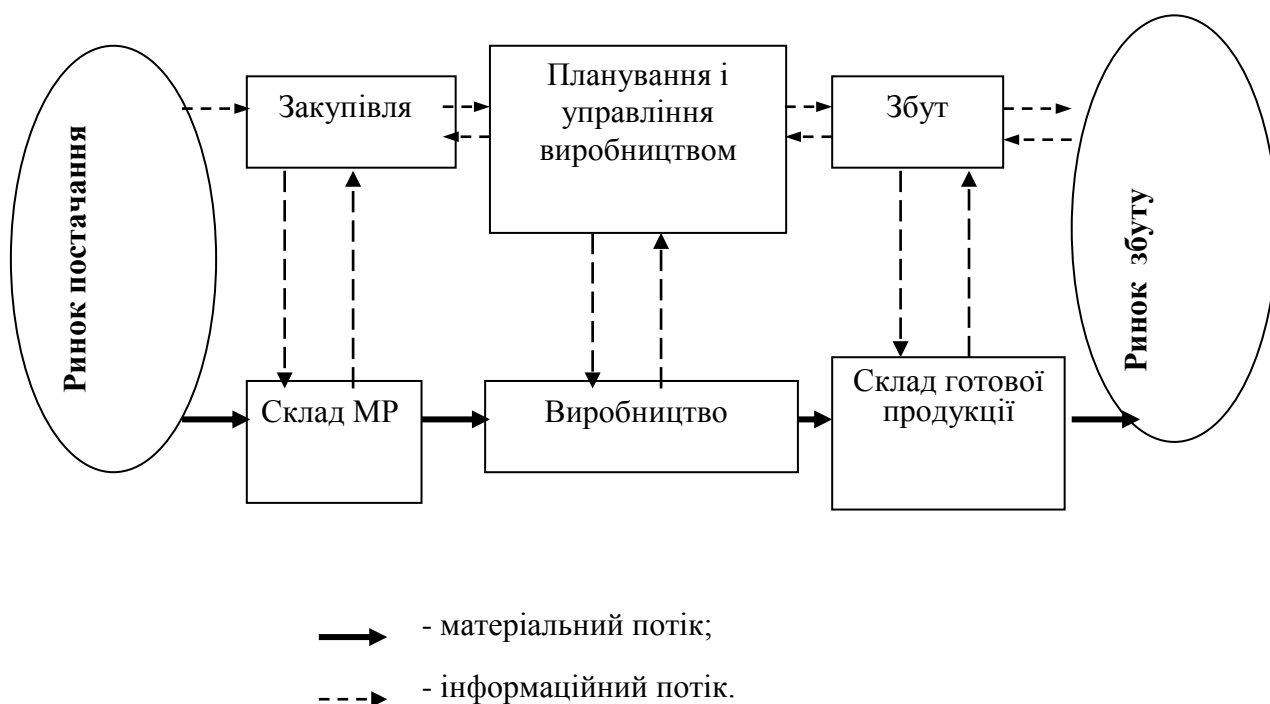 Ринок постачання
Закупівля
Планування і
управління
виробництвом
Збут
Ринок збуту
Склад МР
Виробництво
Склад готової
продукції
- матеріальний потік;
- інформаційний потік.